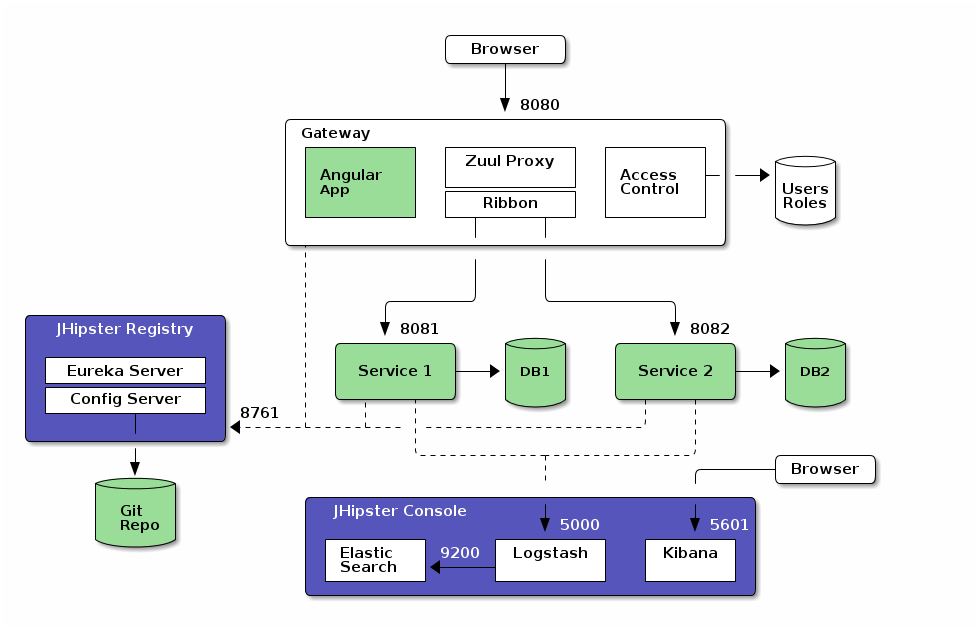 Browser
8080
Gateway
Angular
App
Zuul Proxy
Ribbon
Access
Control
Users
Roles
8081
8082
JHipster Registry
Eureka Server
Config Server
8761
Service 1
DB1
Service 2
DB2
Git
Repo
Browser
JHipster Console
5000
5601
Elastic
Search
9200
Logstash
Kibana